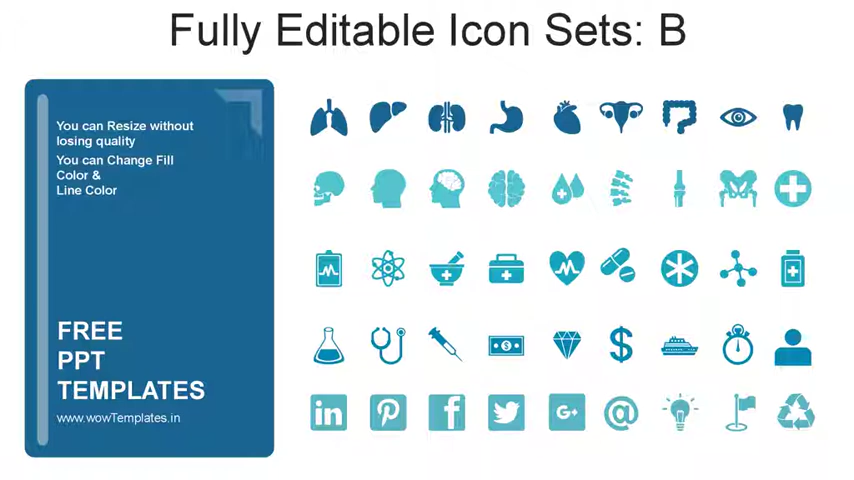 Fully Editable Icon Sets: B
You can Resize without
losing quality
You can Change Fill
Color &
Line Color
FREE
PPT
TEMPLATES
www.wowTemplates.in